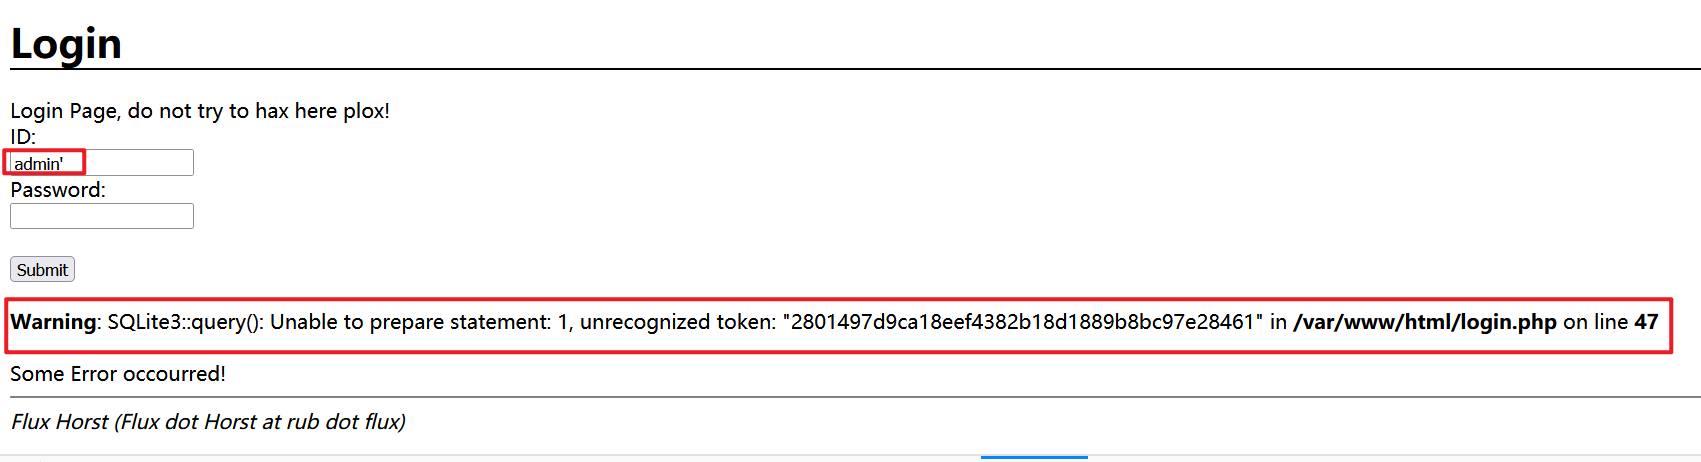 Login
Login Page, do not try to hax here plox!
ID:
admin'
Password:
Submit
Warning: SQLite3::query(): Unable to prepare statement: 1, unrecognized token: "2801497d9ca18eef4382b18d1889b8bc97e28461" in /var/www/html/login.php on line 47
Some Error occourred!
Flux Horst (Flux dot Horst at rub dot flux)